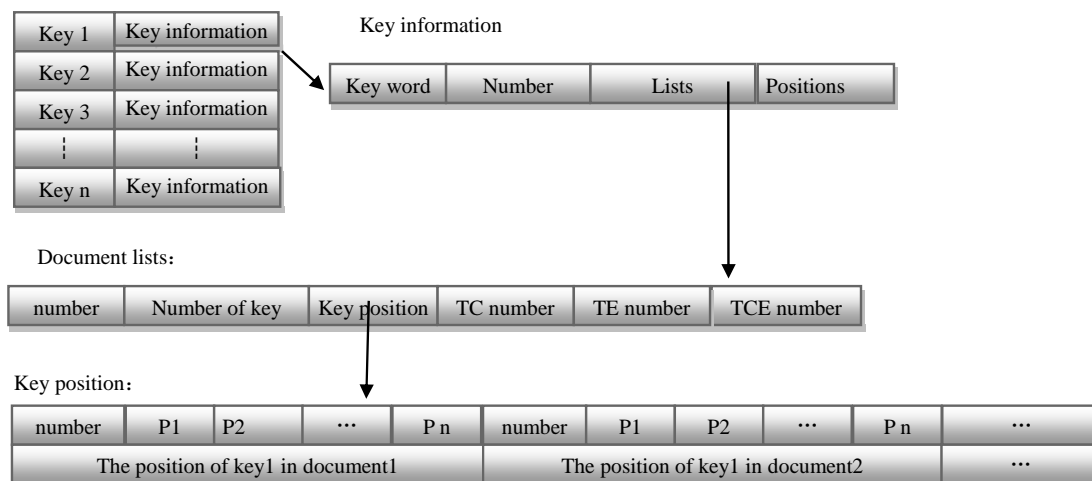 Key 1 Key information
Key information
Key 2 Key information
Key word Number Lists Positions
Key 3 Key information
┊ ┊
Key n Key information
Document lists：
number Number of key Key position TC number TE number TCE number
Key position：
number P1 P2 … P n number P1 P2 … P n …
The position of key1 in document1 The position of key1 in document2 …